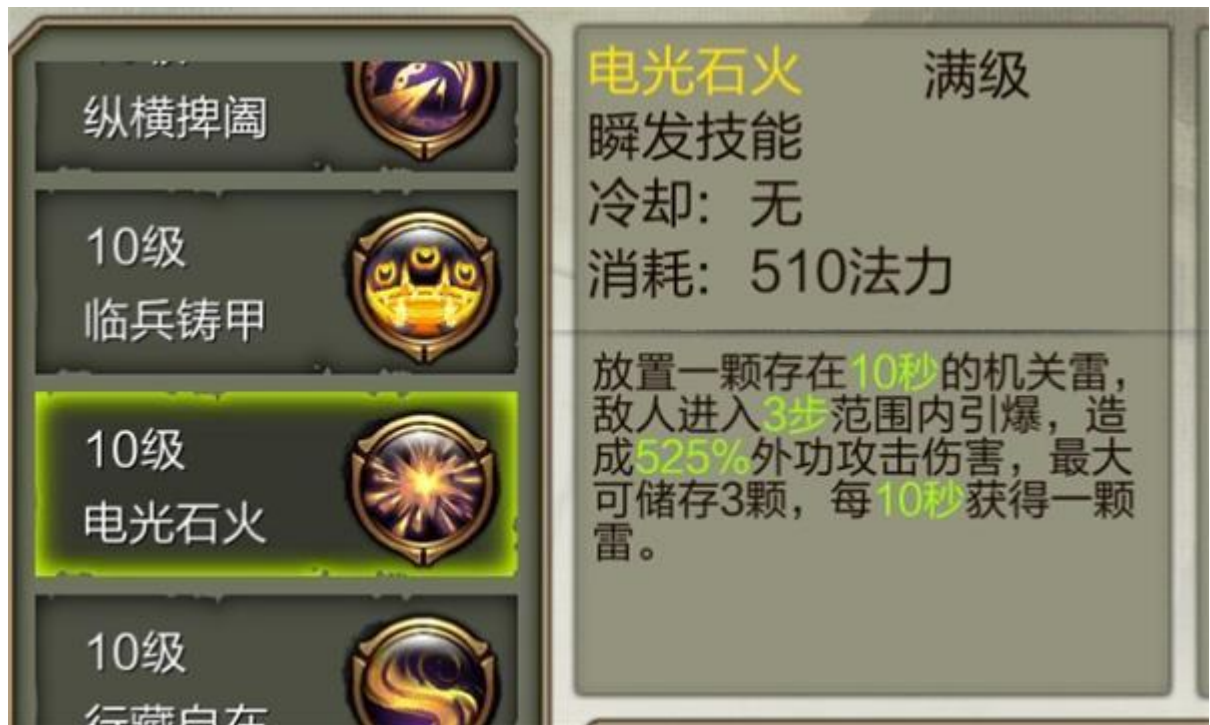 纵横捭阖
10级
临兵铸甲
10级
电光石火
10级
行藏自在
电光石火 满级
瞬发技能
冷却：无
消耗：510法力
放置一颗存在10秒的机关雷，
敌人进入3步范围内引爆，造
成525%外功攻击伤害，最大
可储存3颗，每10秒获得一颗
雷。